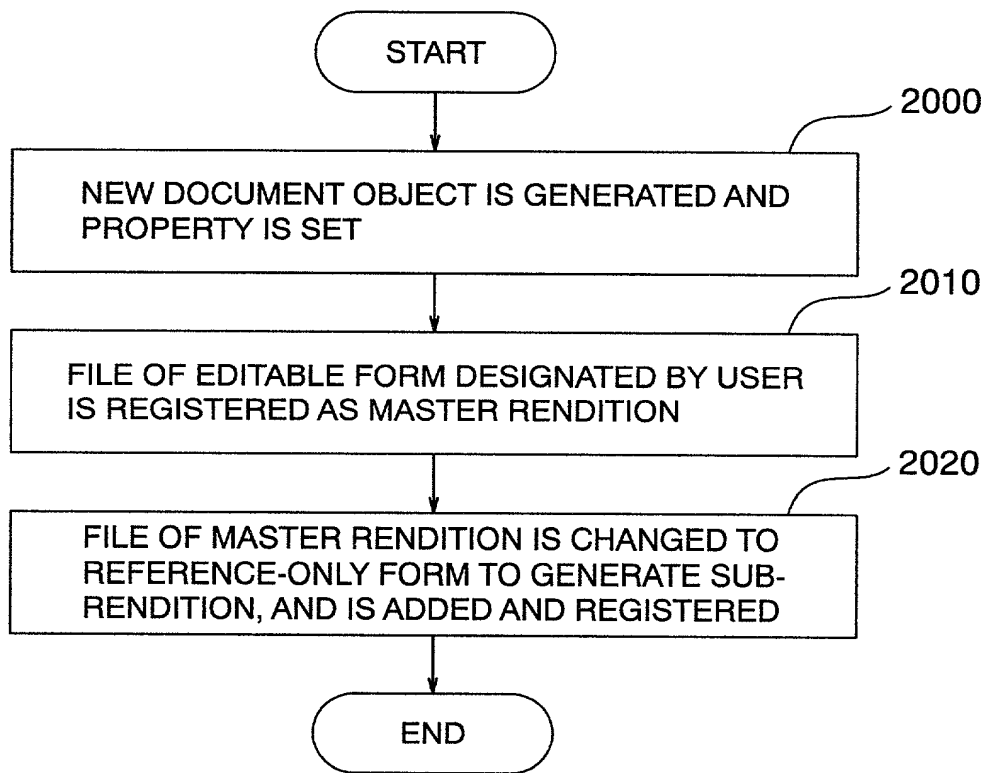 START
2000
NEW DOCUMENT OBJECT IS GENERATED AND
PROPERTY IS SET
2010
FILE OF EDITABLE FORM DESIGNATED BY USER
IS REGISTERED AS MASTER RENDITION
2020
FILE OF MASTER RENDITION IS CHANGED TO
REFERENCE-ONLY FORM TO GENERATE SUB-
RENDITION, AND IS ADDED AND REGISTERED
END